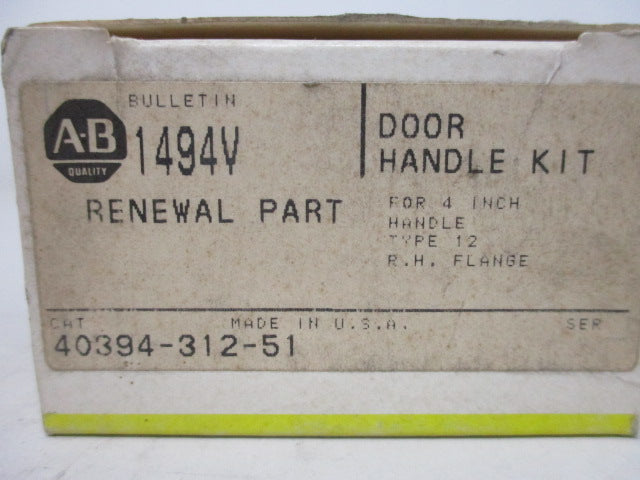 BULLETIN
A-B
QUALITY
1494V
RENEWAL PART
DOOR
HANDLE KIT
FOR 4 INCH
HANDLE
TYPE 12
R.H. FLANGE
CAT
MADE IN U.S.A.
SER
40394-312-51